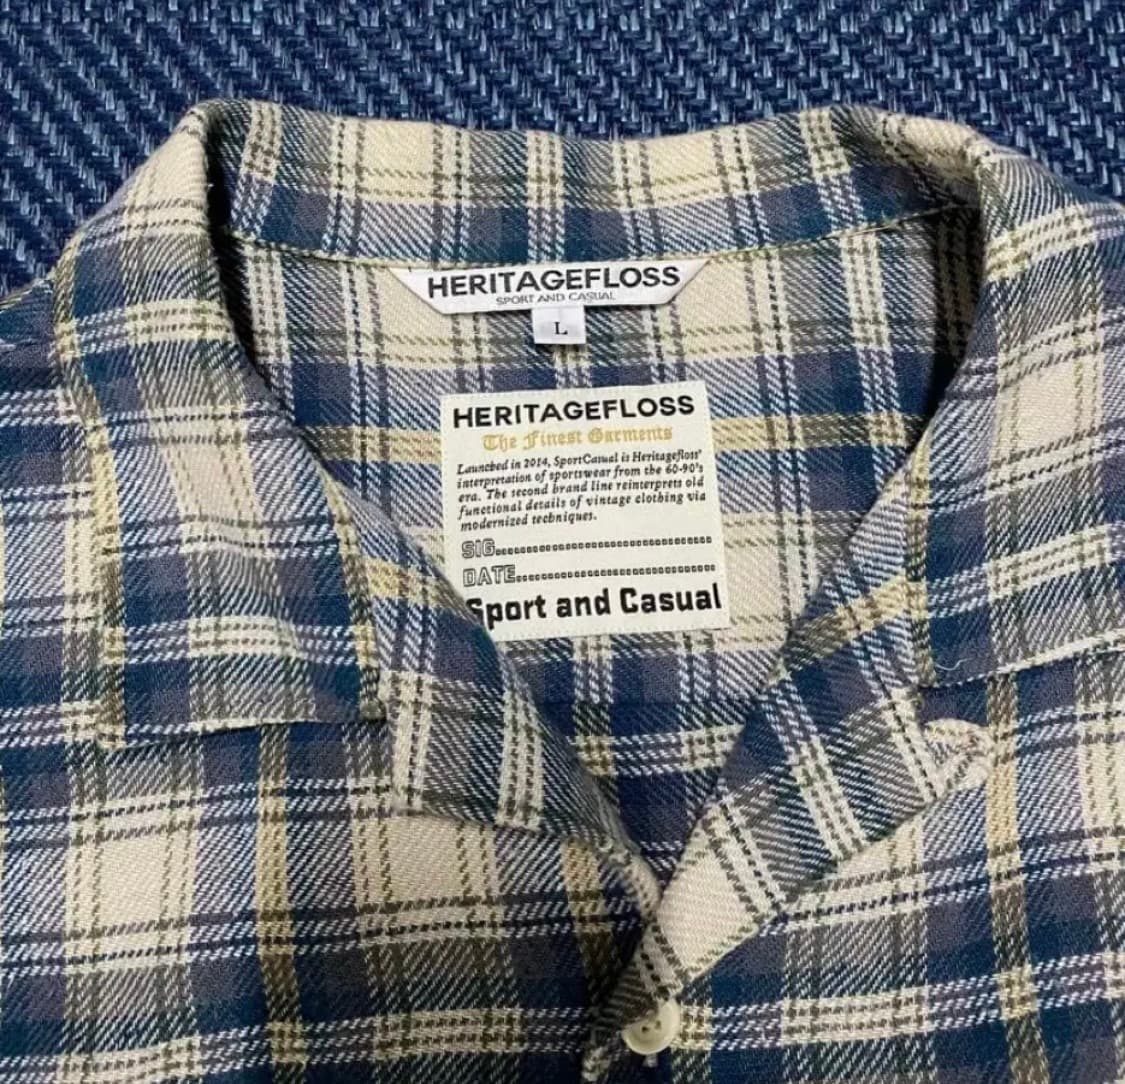 HERITAGEFLOSS
SPORT AND CASUAL
L
HERITAGEFLOSS
The Finest Garments
Launched in 2014, SportCasual is Heritagefloss'
interpretation of sportswear from the 60-90's
era. The second brand line reinterprets old
functional details of vintage clothing via
modernized techniques.
SIG
DATE
Sport and Casual